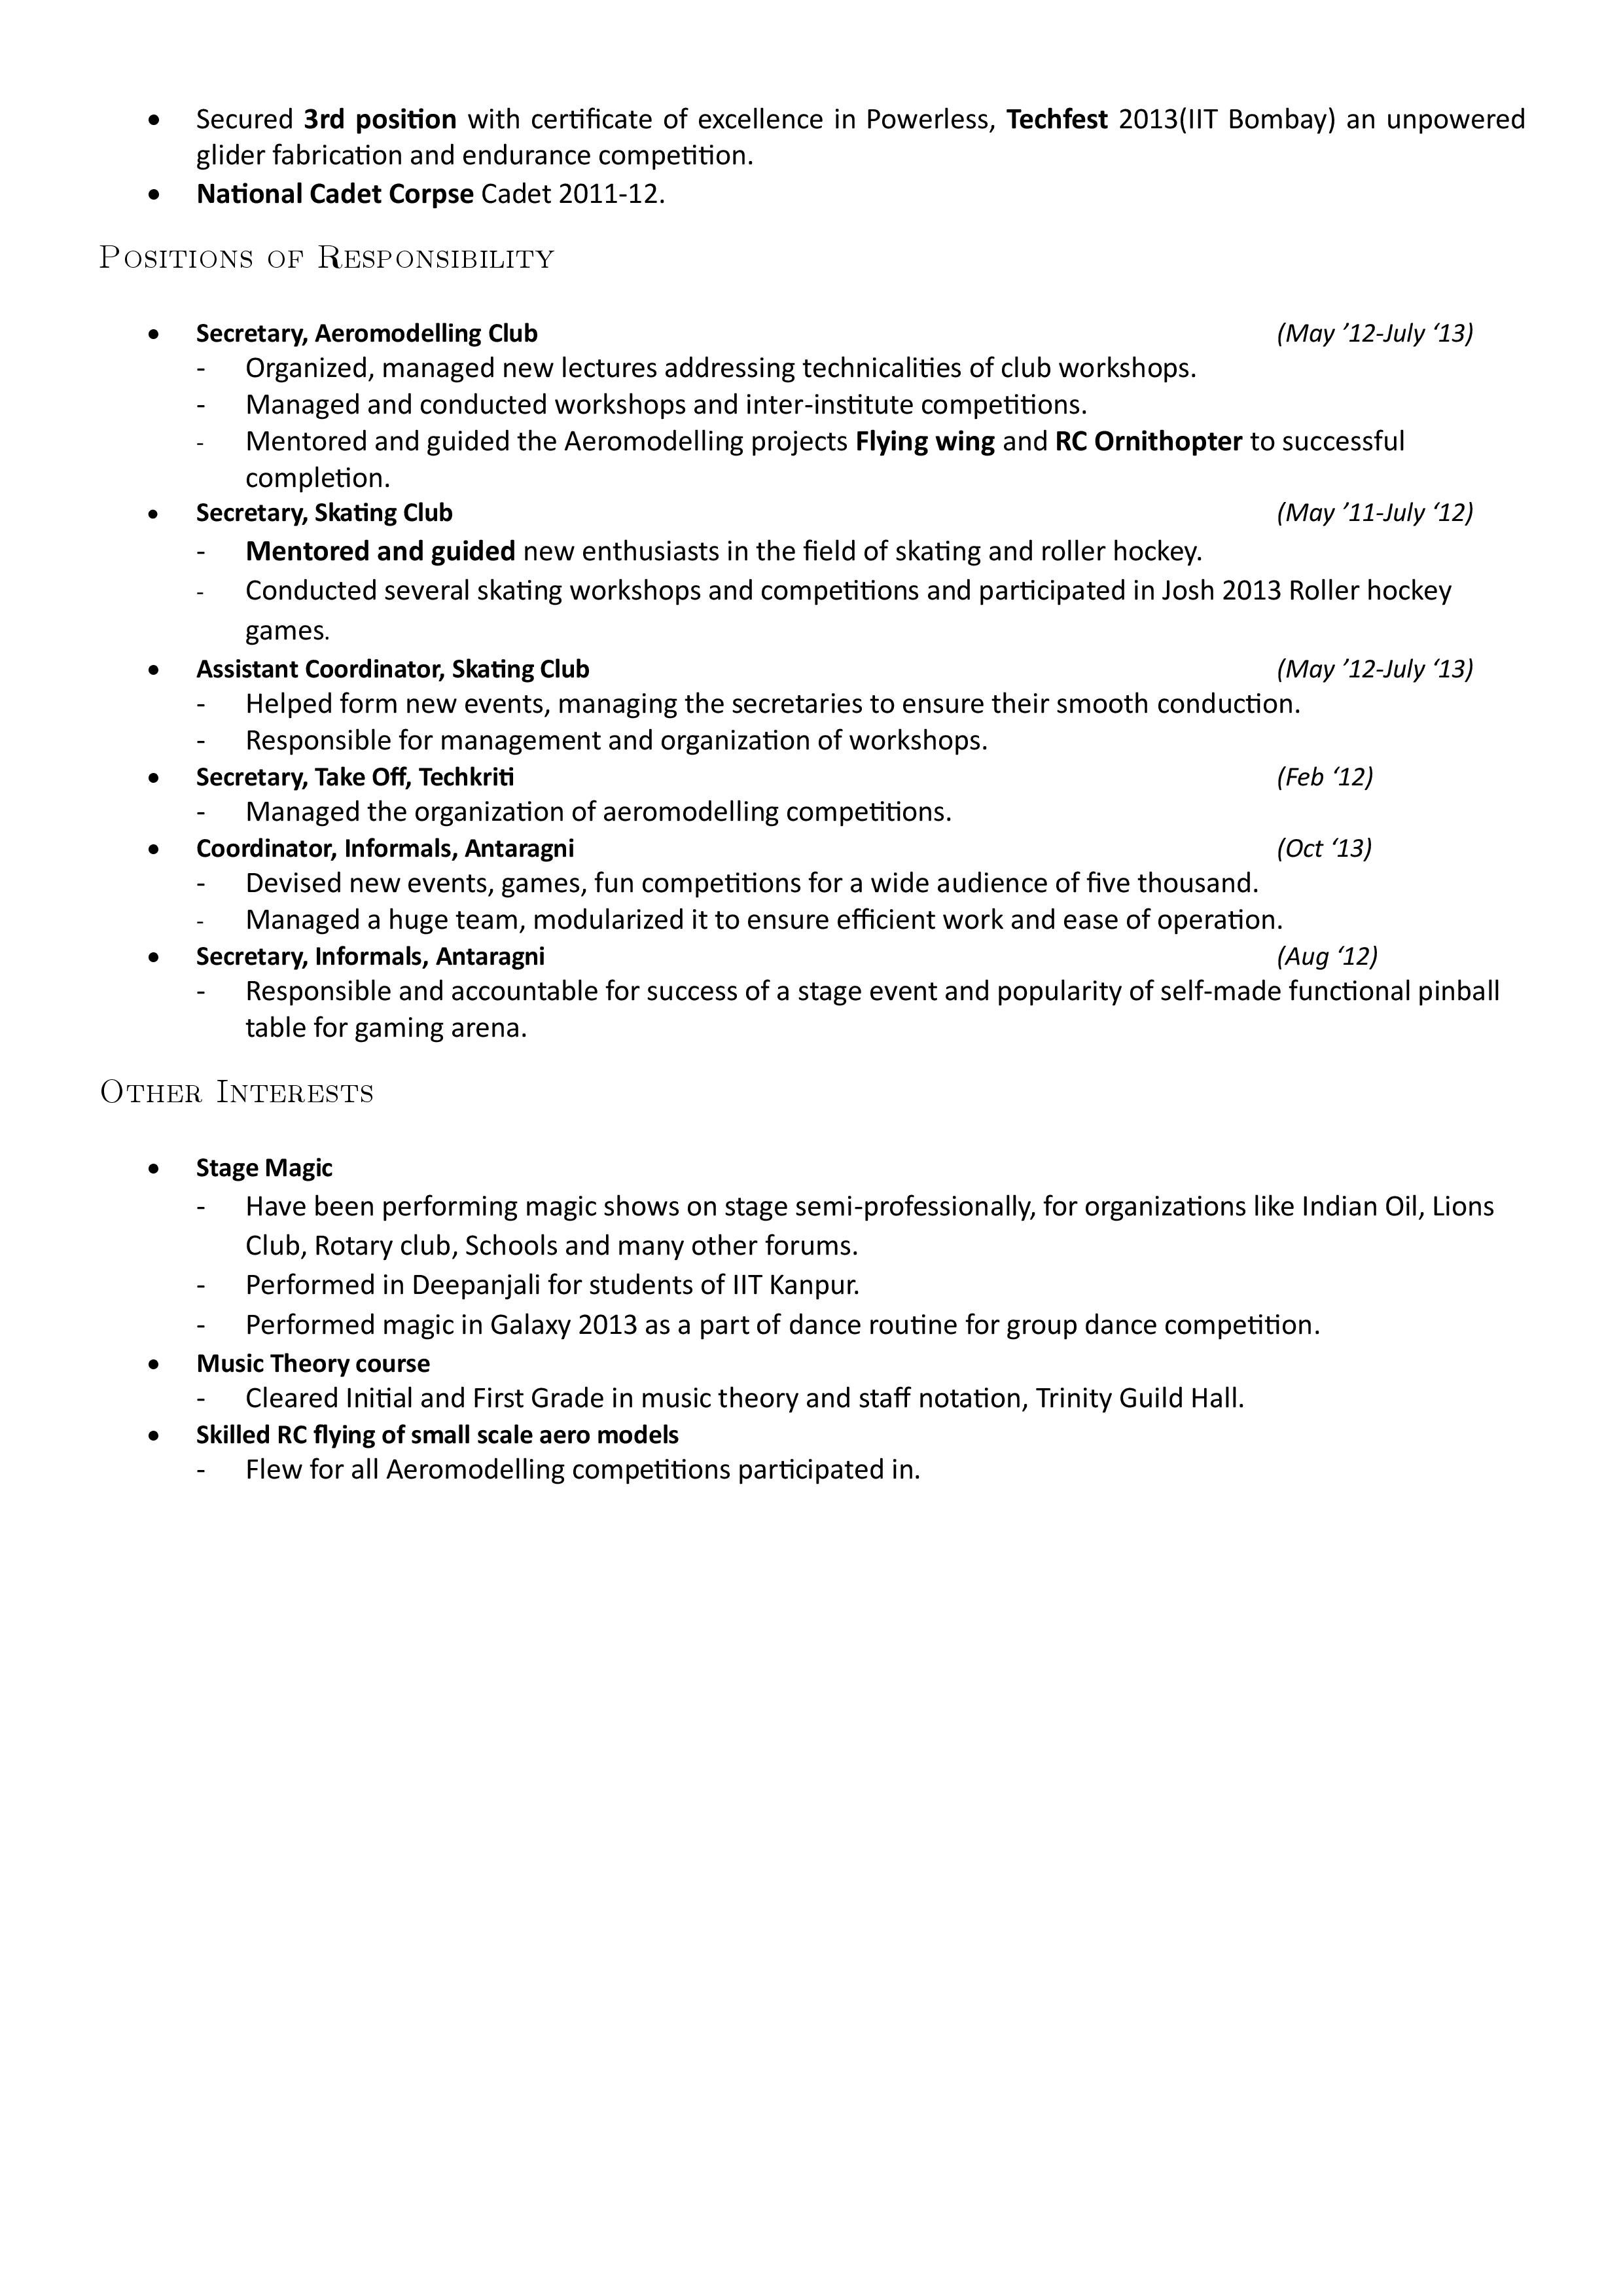 • Secured 3rd position with certificate of excellence in Powerless, Techfest 2013(IIT Bombay) an unpowered
glider fabrication and endurance competition.
• National Cadet Corpse Cadet 2011-12.
Positions of Responsibility
• Secretary, Aeromodelling Club (May ’12-July ‘13)
- Organized, managed new lectures addressing technicalities of club workshops.
- Managed and conducted workshops and inter-institute competitions.
- Mentored and guided the Aeromodelling projects Flying wing and RC Ornithopter to successful
completion.
• Secretary, Skating Club (May ’11-July ‘12)
- Mentored and guided new enthusiasts in the field of skating and roller hockey.
- Conducted several skating workshops and competitions and participated in Josh 2013 Roller hockey
games.
• Assistant Coordinator, Skating Club (May ’12-July ‘13)
- Helped form new events, managing the secretaries to ensure their smooth conduction.
- Responsible for management and organization of workshops.
• Secretary, Take Off, Techkriti (Feb ‘12)
- Managed the organization of aeromodelling competitions.
• Coordinator, Informals, Antaragni (Oct ‘13)
- Devised new events, games, fun competitions for a wide audience of five thousand.
- Managed a huge team, modularized it to ensure efficient work and ease of operation.
• Secretary, Informals, Antaragni (Aug ‘12)
- Responsible and accountable for success of a stage event and popularity of self-made functional pinball
table for gaming arena.
Other Interests
• Stage Magic
- Have been performing magic shows on stage semi-professionally, for organizations like Indian Oil, Lions
Club, Rotary club, Schools and many other forums.
- Performed in Deepanjali for students of IIT Kanpur.
- Performed magic in Galaxy 2013 as a part of dance routine for group dance competition.
• Music Theory course
- Cleared Initial and First Grade in music theory and staff notation, Trinity Guild Hall.
• Skilled RC flying of small scale aero models
- Flew for all Aeromodelling competitions participated in.